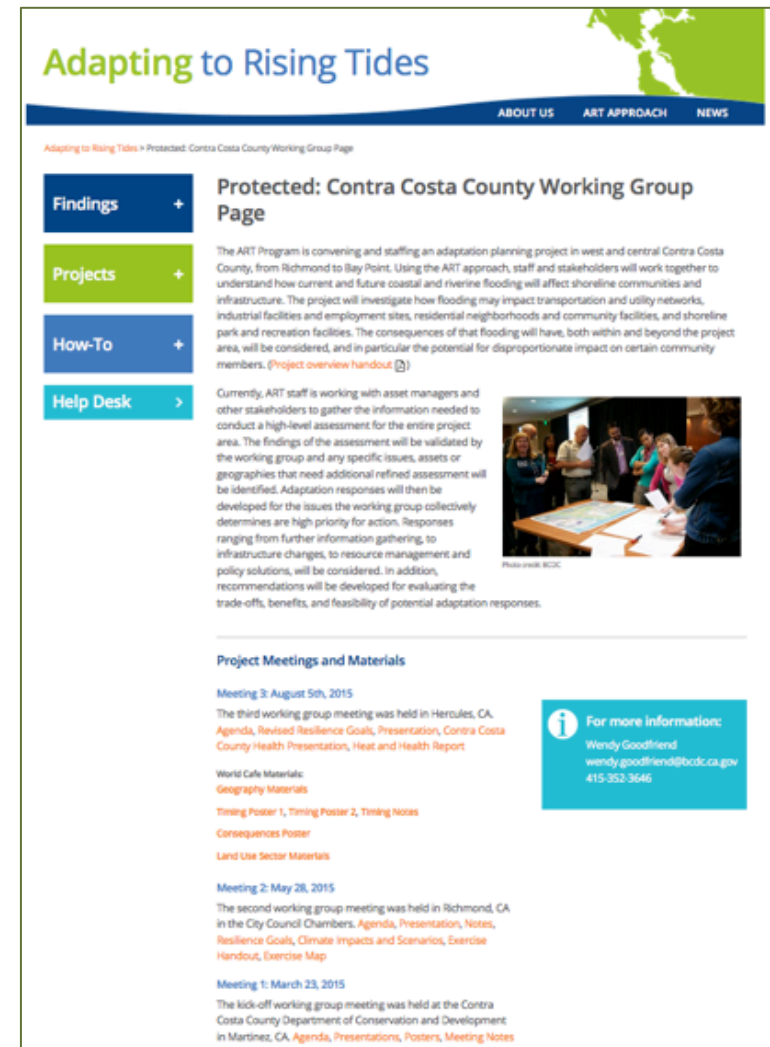 Adapting to Rising Tides
ABOUT US ART APPROACH NEWS
Adapting to Rising Tides > Protected: Contra Costa County Working Group Page
Findings +
Projects +
How-To +
Help Desk >
Protected: Contra Costa County Working Group
Page
The ART Program is convening and staffing an adaptation planning project in west and central Contra Costa
County, from Richmond to Bay Point. Using the ART approach, staff and stakeholders will work together to
understand how current and future coastal and riverine flooding will affect shoreline communities and
infrastructure. The project will investigate how flooding may impact transportation and utility networks,
industrial facilities and employment sites, residential neighborhoods and community facilities, and shoreline
park and recreation facilities. The consequences of that flooding will have, both within and beyond the project
area, will be considered, and in particular the potential for disproportionate impact on certain community
members. (Project overview handout )
Currently, ART staff is working with asset managers and
other stakeholders to gather the information needed to
conduct a high-level assessment for the entire project
area. The findings of the assessment will be validated by
the working group and any specific issues, assets or
geographies that need additional refined assessment will
be identified. Adaptation responses will then be
developed for the issues the working group collectively
determines are high priority for action. Responses
ranging from further information gathering, to
infrastructure changes, to resource management and
policy solutions, will be considered. In addition,
recommendations will be developed for evaluating the
trade-offs, benefits, and feasibility of potential adaptation responses.
Photo credit: BCDC
Project Meetings and Materials
Meeting 3: August 5th, 2015
The third working group meeting was held in Hercules, CA.
Agenda, Revised Resilience Goals, Presentation, Contra Costa
County Health Presentation, Heat and Health Report
World Cafe Materials:
Geography Materials
Timing Poster 1, Timing Poster 2, Timing Notes
Consequences Poster
Land Use Sector Materials
Meeting 2: May 28, 2015
The second working group meeting was held in Richmond, CA
in the City Council Chambers. Agenda, Presentation, Notes,
Resilience Goals, Climate Impacts and Scenarios, Exercise
Handout, Exercise Map
Meeting 1: March 23, 2015
The kick-off working group meeting was held at the Contra
Costa County Department of Conservation and Development
in Martinez, CA. Agenda, Presentations, Posters, Meeting Notes
For more information:
Wendy Goodfriend
wendy.goodfriend@bcdc.ca.gov
415-352-3646